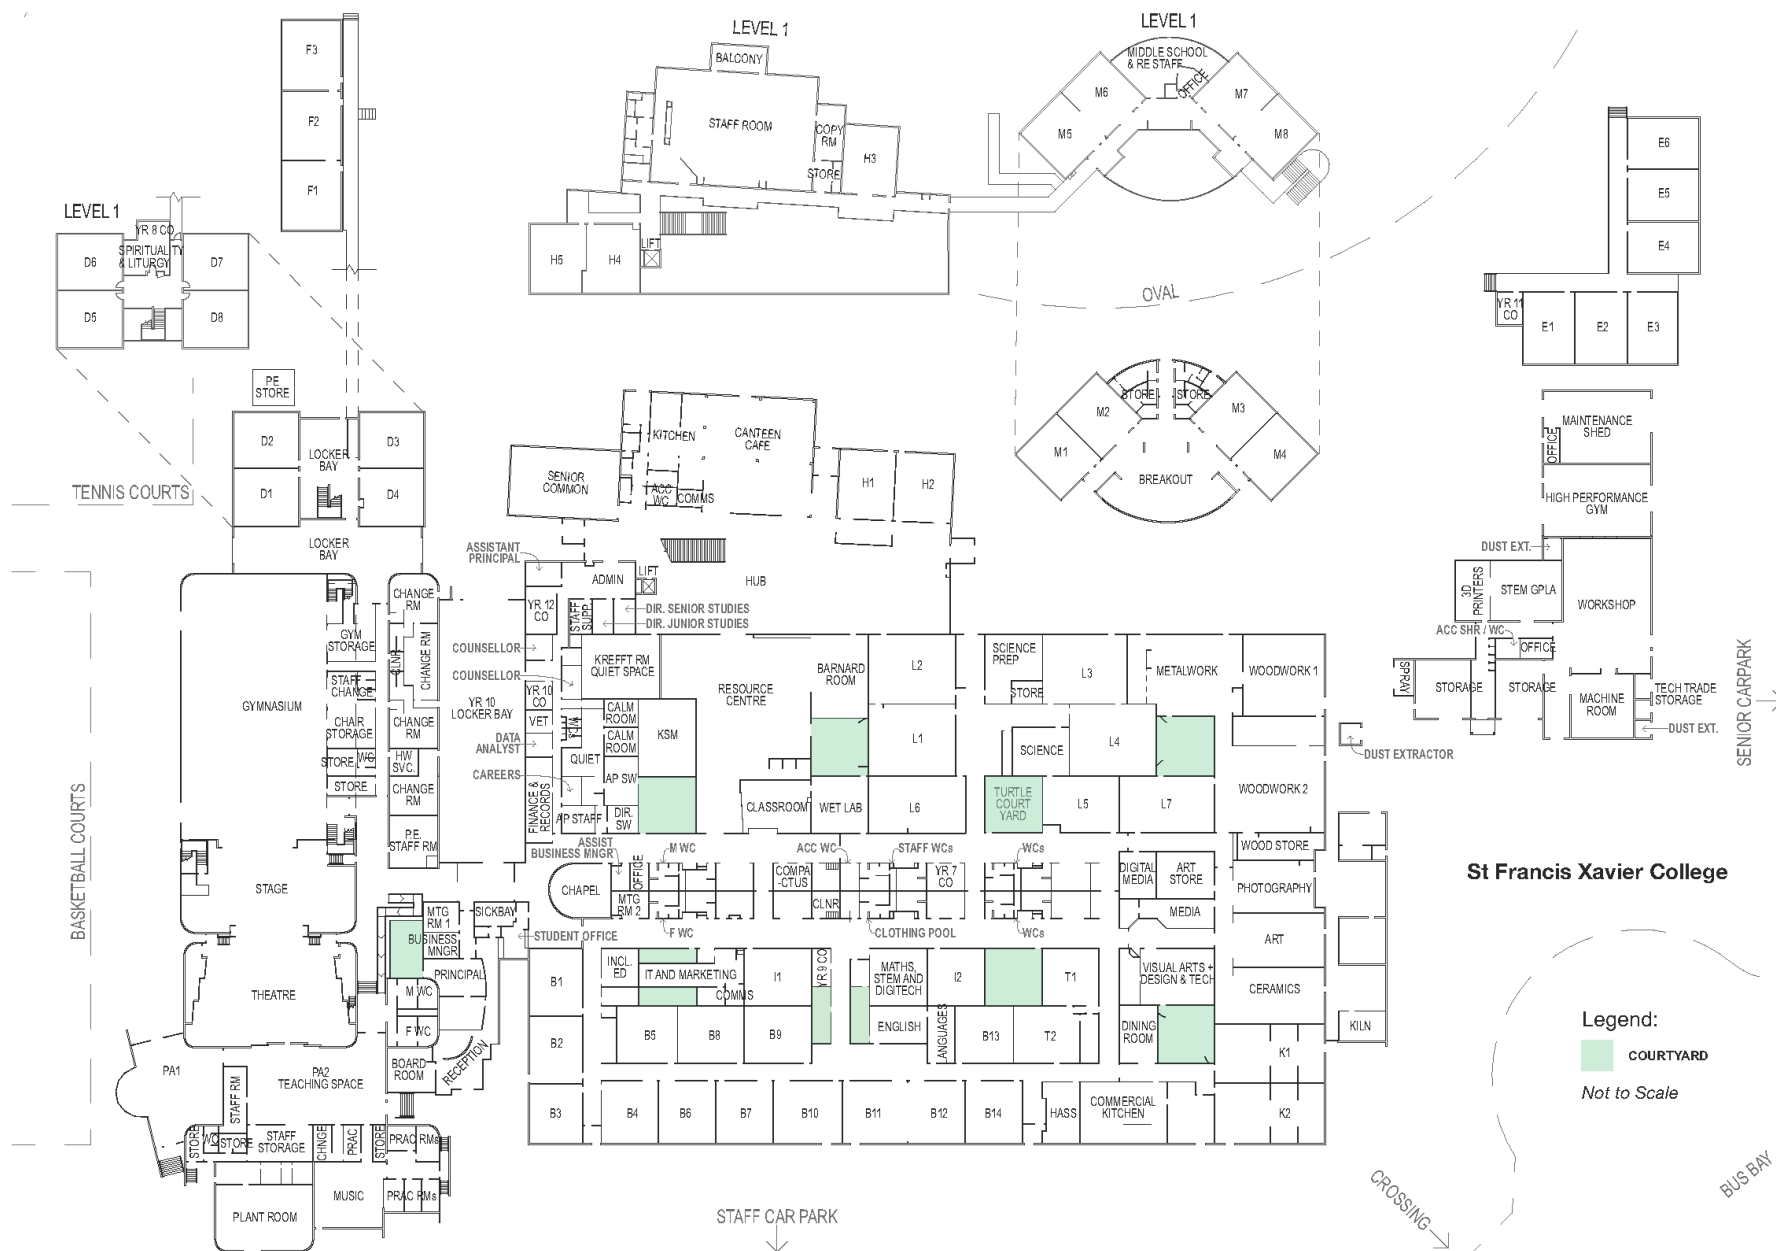 LEVEL 1
LEVEL 1
LEVEL 1
F3
F2
F1
BALCONY
STAFF ROOM
COPY
RM
STORE
H3
H5
H4
LIFT
MIDDLE SCHOOL
& RE STAFF
OFFICE
M6
M7
M5
M8
E6
E5
E4
YR 11
CO
E1
E2
E3
YR 8 CO
SPIRITUALITY
& LITURGY
D6
D7
D5
D8
OVAL
PE
STORE
D2
LOCKER
BAY
D3
D1
D4
LOCKER
BAY
TENNIS COURTS
KITCHEN
CANTEEN
CAFE
SENIOR
COMMON
ACC
WC
COMMS
H1
H2
STORE
STORE
M2
M3
M1
M4
BREAKOUT
MAINTENANCE
SHED
OFFICE
HIGH PERFORMANCE
GYM
DUST EXT.
3D
PRINTERS
STEM GPLA
WORKSHOP
ACC SHR / WC
OFFICE
SPRAY
STORAGE
STORAGE
MACHINE
ROOM
TECH TRADE
STORAGE
DUST EXT.
SENIOR CARPARK
DUST EXTRACTOR
ASSISTANT
PRINCIPAL
ADMIN
LIFT
HUB
YR 12
CO
STAFF
SUPP.
DIR. SENIOR STUDIES
DIR. JUNIOR STUDIES
COUNSELLOR
COUNSELLOR
KREFFT RM
QUIET SPACE
CHANGE
RM
GYM
STORAGE
CLNR
CHANGE RM
STAFF
CHANGE
GYMNASIUM
CHAIR
STORAGE
CHANGE
RM
YR 10
LOCKER BAY
YR 10
CO
VET
CALM
ROOM
CALM
ROOM
KSM
RESOURCE
CENTRE
BARNARD
ROOM
L2
L1
SCIENCE
PREP
STORE
L3
METALWORK
WOODWORK 1
SCIENCE
L4
DATA
ANALYST
QUIET
STORE
WC
HW
SVC.
STORE
CHANGE
RM
CAREERS
FINANCE &
RECORDS
AP SW
AP STAFF
DIR.
SW
CLASSROOM
WET LAB
L6
TURTLE
COURT
YARD
L5
L7
WOODWORK 2
BASKETBALL COURTS
P.E.
STAFF RM
STAGE
ASSIST
BUSINESS MNGR
M WC
ACC WC
STAFF WCs
WCs
CHAPEL
OFFICE
MTG
RM 2
COMPA
-CTUS
CLNR
YR 7
CO
DIGITAL
MEDIA
ART
STORE
WOOD STORE
PHOTOGRAPHY
MEDIA
St Francis Xavier College
MTG
RM 1
SICKBAY
STUDENT OFFICE
F WC
CLOTHING POOL
WCs
BUSINESS
MNGR
PRINCIPAL
THEATRE
M WC
F WC
ART
CERAMICS
KILN
B1
INCL.
ED
IT AND MARKETING
COMMS
I1
YR 9 CO
MATHS,
STEM AND
DIGITECH
I2
T1
VISUAL ARTS +
DESIGN & TECH
B2
B5
B8
B9
ENGLISH
LANGUAGES
B13
T2
DINING
ROOM
K1
Legend:
COURTYARD
Not to Scale
PA1
PA2
TEACHING SPACE
BOARD
ROOM
RECEPTION
STAFF RM
B3
B4
B6
B7
B10
B11
B12
B14
HASS
COMMERCIAL
KITCHEN
K2
STORE
WC
STORE
STAFF
STORAGE
CHNGE
PRAC
STORE
PRAC RMs
MUSIC
PRAC RMs
PLANT ROOM
STAFF CAR PARK
CROSSING
BUS BAY